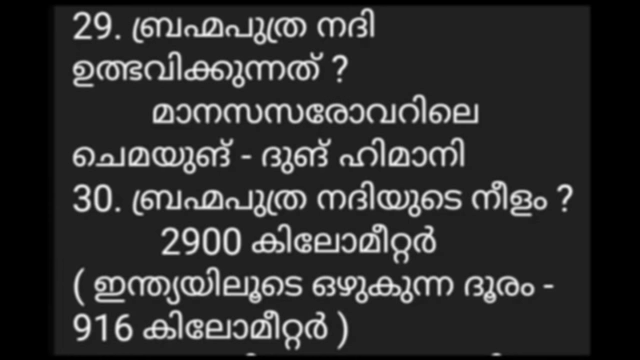 29. ബ്രഹ്മപുത്ര നദി
ഉത്ഭവിക്കുന്നത് ?
മാനസസരോവറിലെ
ചെമയുങ് - ദുങ് ഹിമാനി
30. ബ്രഹ്മപുത്ര നദിയുടെ നീളം ?
2900 കിലോമീറ്റർ
( ഇന്ത്യയിലൂടെ ഒഴുകുന്ന ദൂരം -
916 കിലോമീറ്റർ )